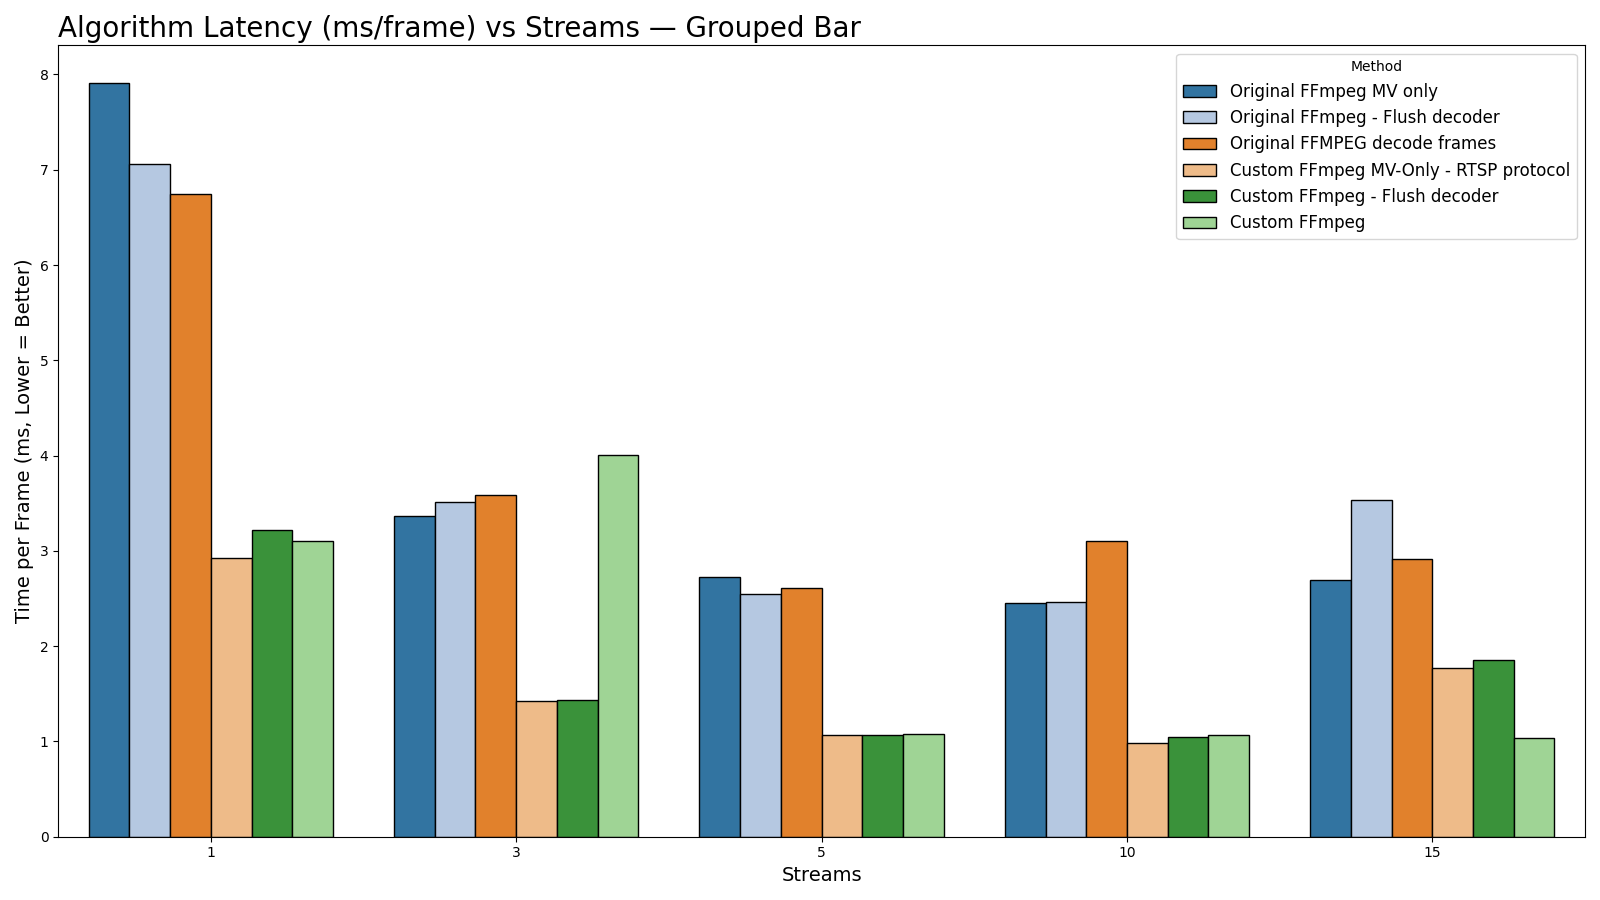 Algorithm Latency (ms/frame) vs Streams — Grouped Bar
Method
Original FFmpeg MV only
Original FFmpeg - Flush decoder
Original FFMPEG decode frames
Custom FFmpeg MV-Only - RTSP protocol
Custom FFmpeg - Flush decoder
Custom FFmpeg
Time per Frame (ms, Lower = Better)
8
7
6
5
4
3
2
1
0
1
3
5
10
15
Streams